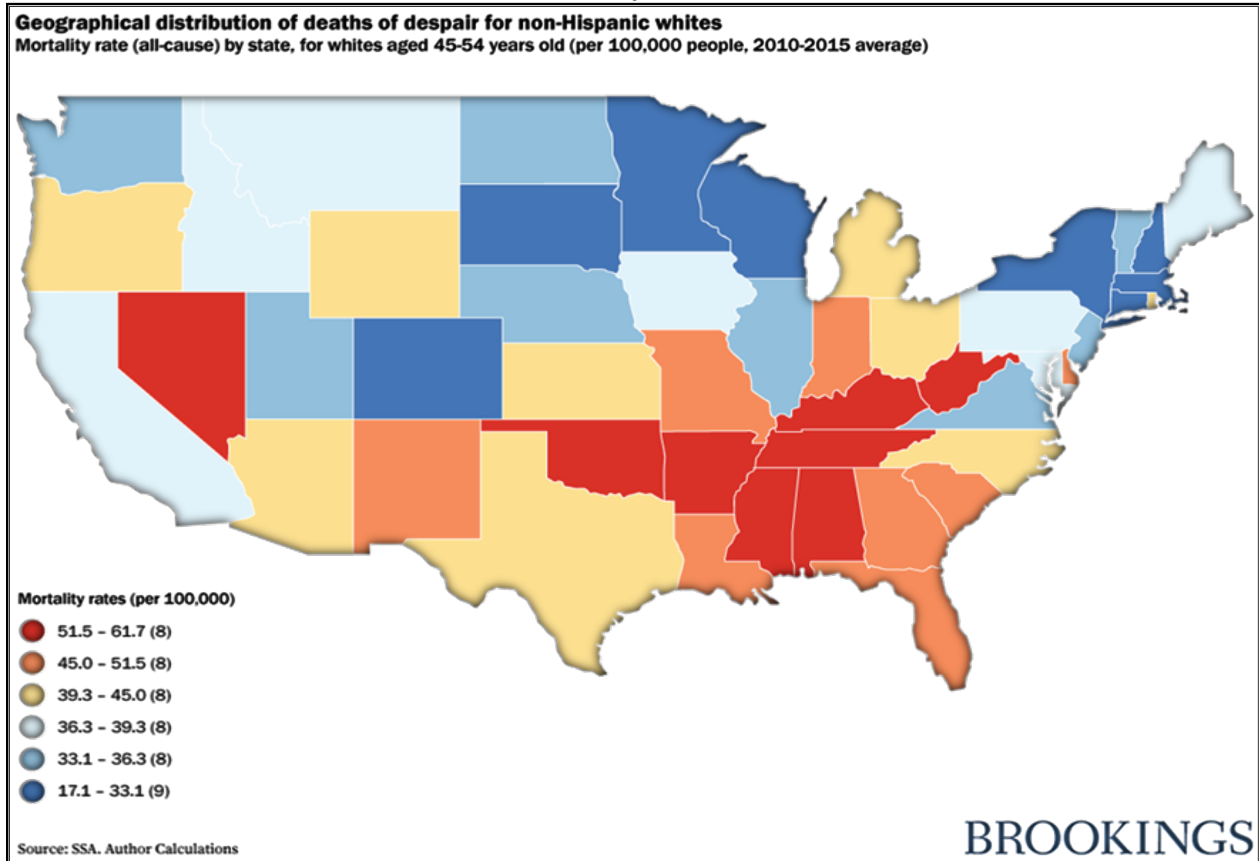 Geographical distribution of deaths of despair for non-Hispanic whites
Mortality rate (all-cause) by state, for whites aged 45-54 years old (per 100,000 people, 2010-2015 average)
Mortality rates (per 100,000)
51.5 – 61.7 (8)
45.0 – 51.5 (8)
39.3 – 45.0 (8)
36.3 – 39.3 (8)
33.1 – 36.3 (8)
17.1 – 33.1 (9)
Source: SSA. Author Calculations
BROOKINGS